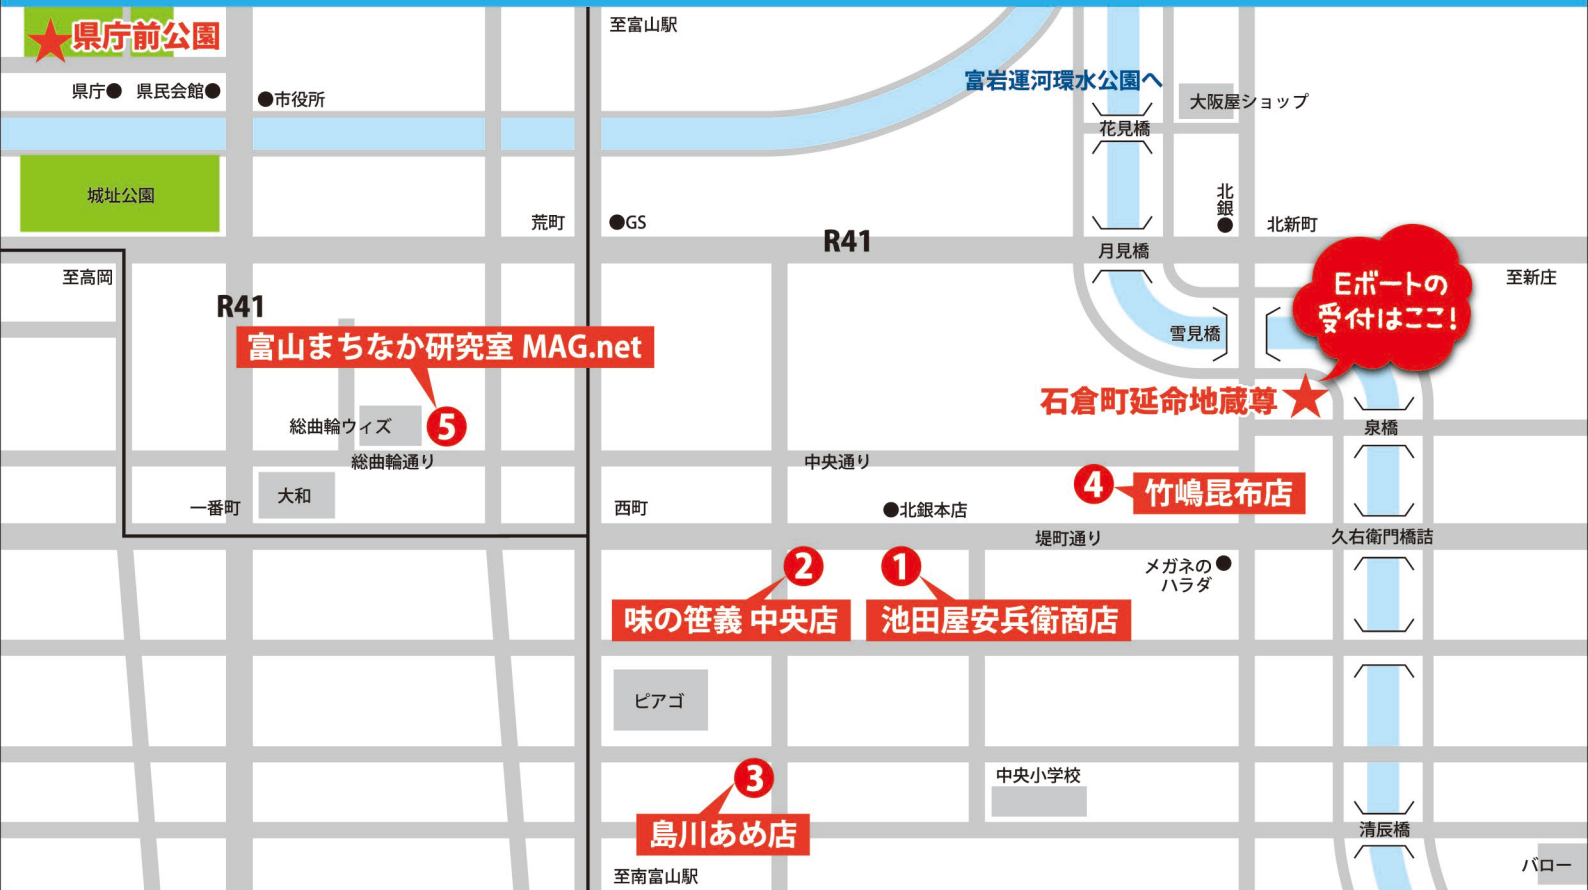 県庁前公園
至富山駅
県庁● 県民会館●
●市役所
富岩運河環水公園へ
大阪屋ショップ
花見橋
城址公園
荒町
●GS
R41
月見橋
北銀
北新町
至高岡
至新庄
R41
Eボートの
受付はここ!
雪見橋
富山まちなか研究室 MAG.net
石倉町延命地蔵尊
総曲輪ウィズ
5
泉橋
総曲輪通り
中央通り
4
竹嶋昆布店
大和
一番町
西町
●北銀本店
堤町通り
久右衛門橋詰
メガネの
ハラダ
2
1
味の笹義 中央店
池田屋安兵衛商店
ピアゴ
3
中央小学校
島川あめ店
清辰橋
バロー
至南富山駅